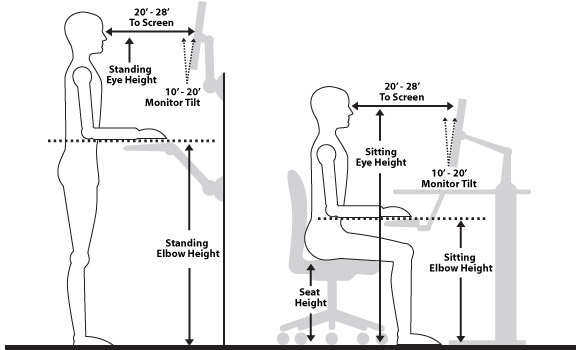 20’ - 28’
To Screen
Standing
Eye Height
10’ - 20’
Monitor Tilt
Standing
Elbow Height
20’ - 28’
To Screen
Sitting
Eye Height
10’ - 20’
Monitor Tilt
Seat
Height
Sitting
Elbow Height